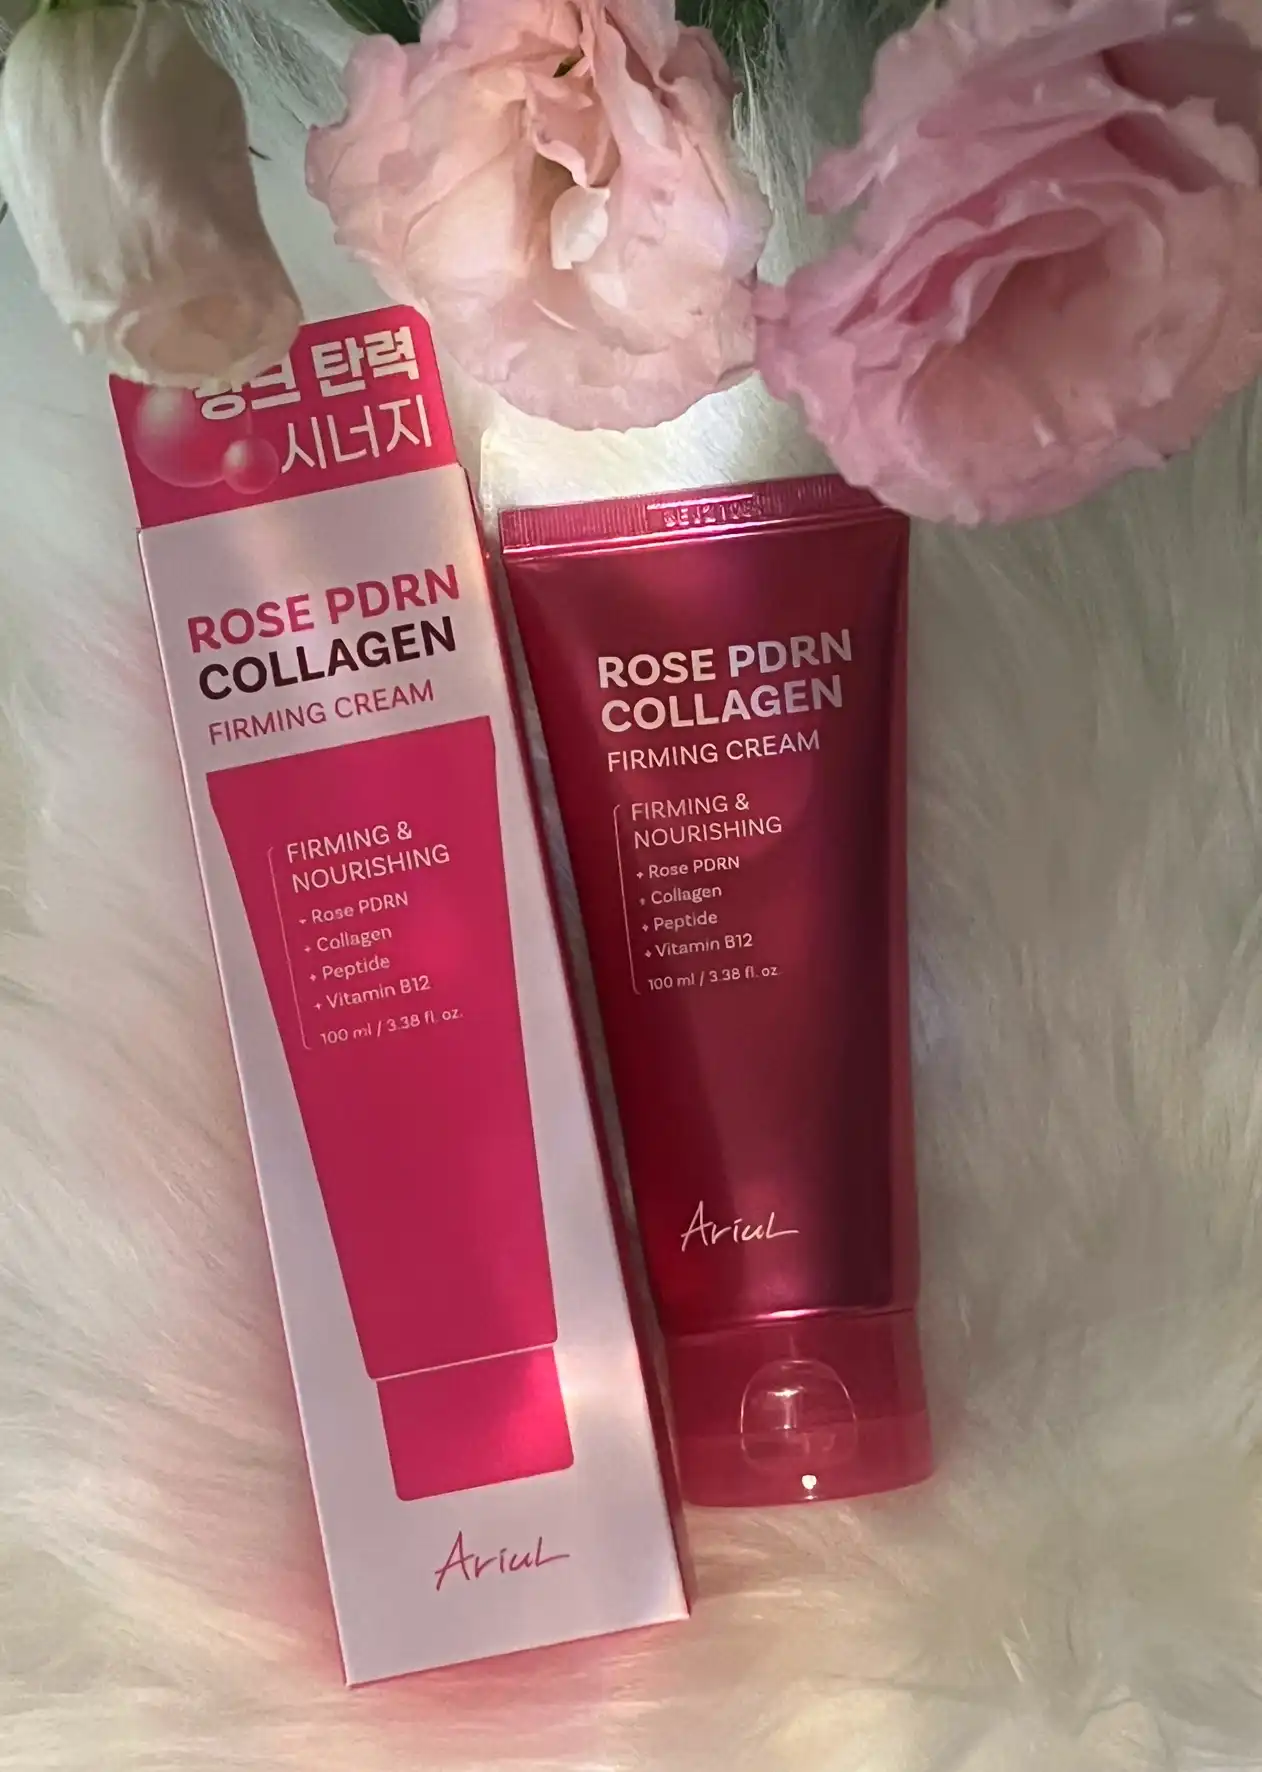 탄력
시너지
ROSE PDRN
COLLAGEN
FIRMING CREAM
FIRMING &
NOURISHING
+ Rose PDRN
+ Collagen
+ Peptide
+ Vitamin B12
100 ml / 3.38 fl. oz.
Ariul
ROSE PDRN
COLLAGEN
FIRMING CREAM
FIRMING &
NOURISHING
+ Rose PDRN
+ Collagen
+ Peptide
+ Vitamin B12
100 ml / 3.38 fl. oz.
Ariul